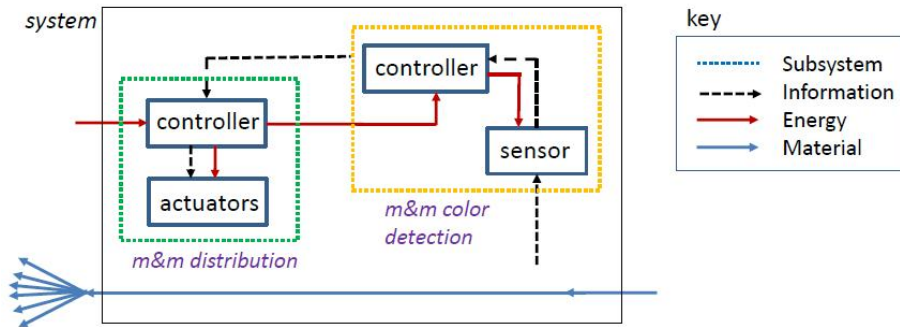 system
key
controller
controller
sensor
actuators
m&m color
detection
m&m distribution
Subsystem
Information
Energy
Material